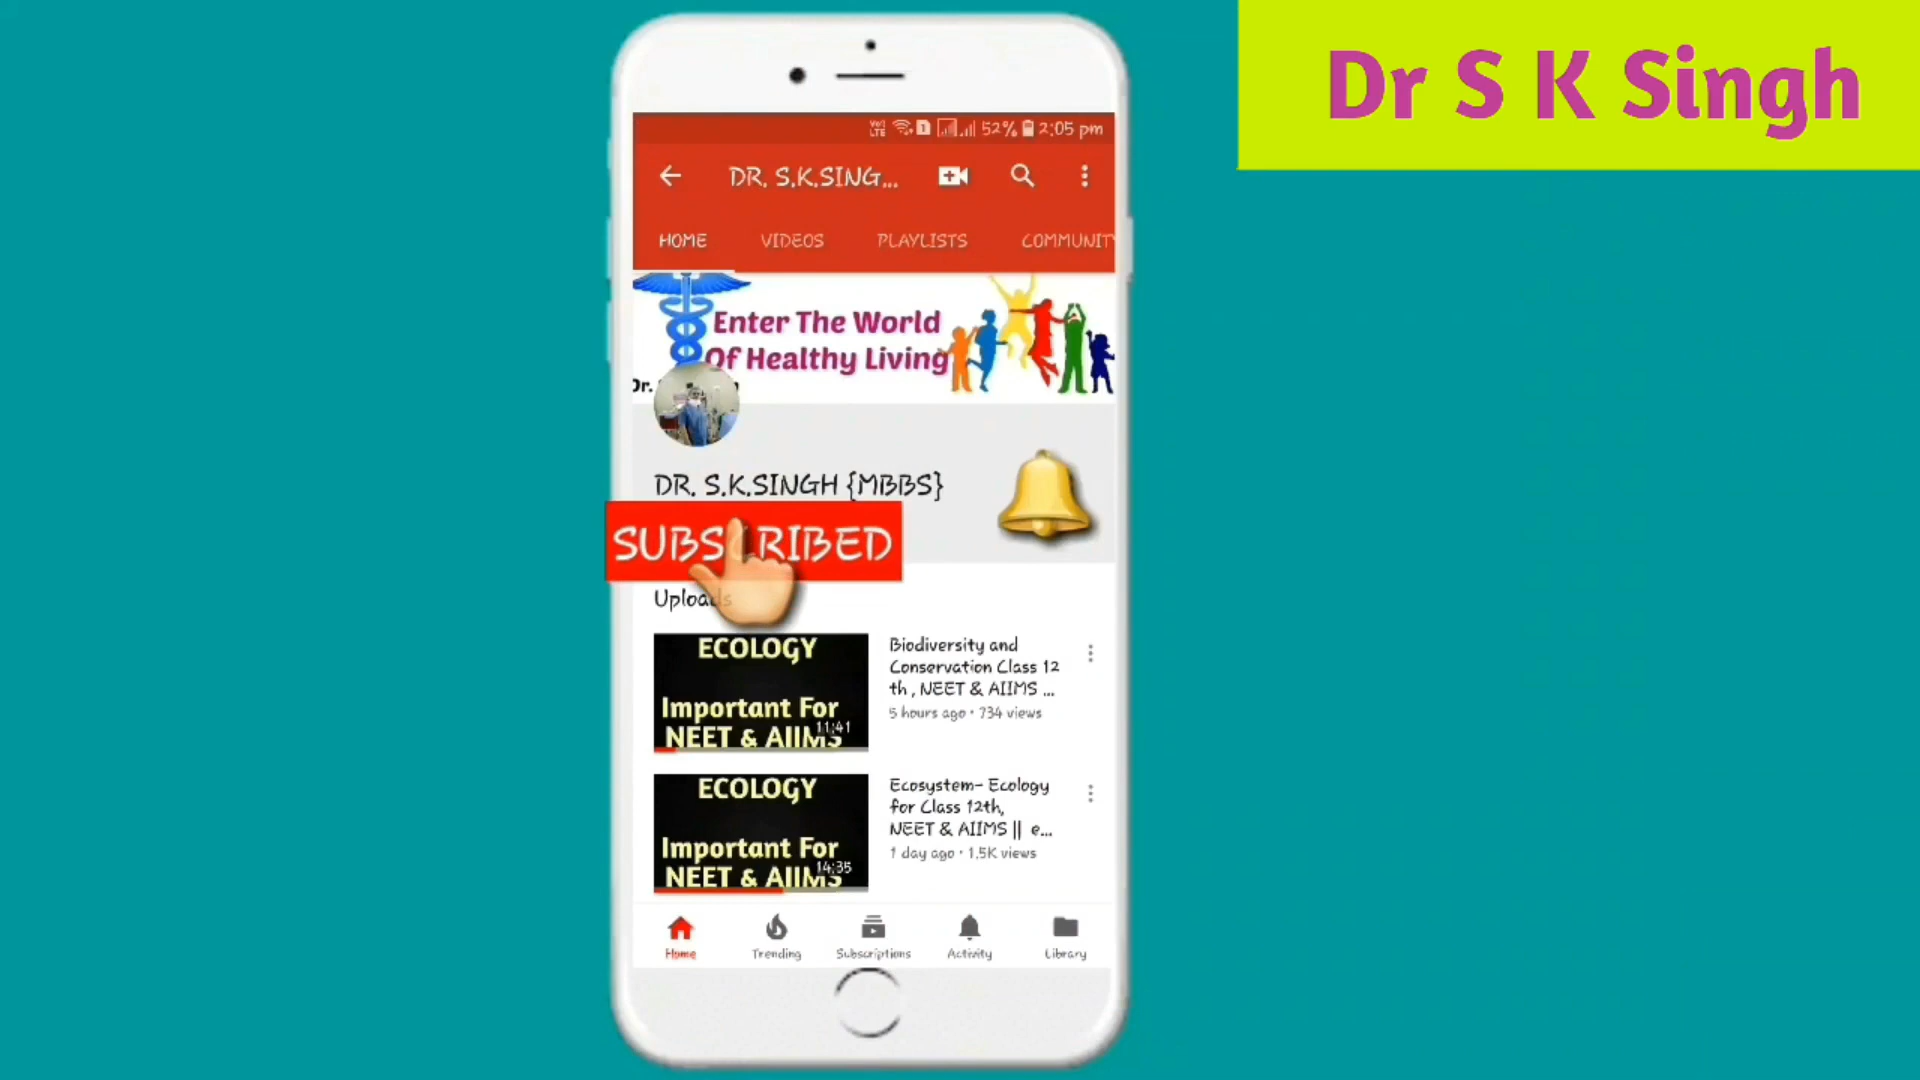 Dr S K Singh
52% 2:05 pm
DR. S.K.SING...
HOME VIDEOS PLAYLISTS COMMUNIT
Enter The World
Of Healthy Living
Dr.
DR. S.K.SINGH {MBBS}
SUBSCRIBED
Uploads
ECOLOGY
Important For
NEET & AIIMS
11:41
Biodiversity and
Conservation Class 12
th , NEET & AIIMS ...
5 hours ago • 734 views
ECOLOGY
Important For
NEET & AIIMS
14:35
Ecosystem- Ecology
for Class 12th,
NEET & AIIMS || e...
1 day ago • 1.5K views
Home Trending Subscriptions Activity Library